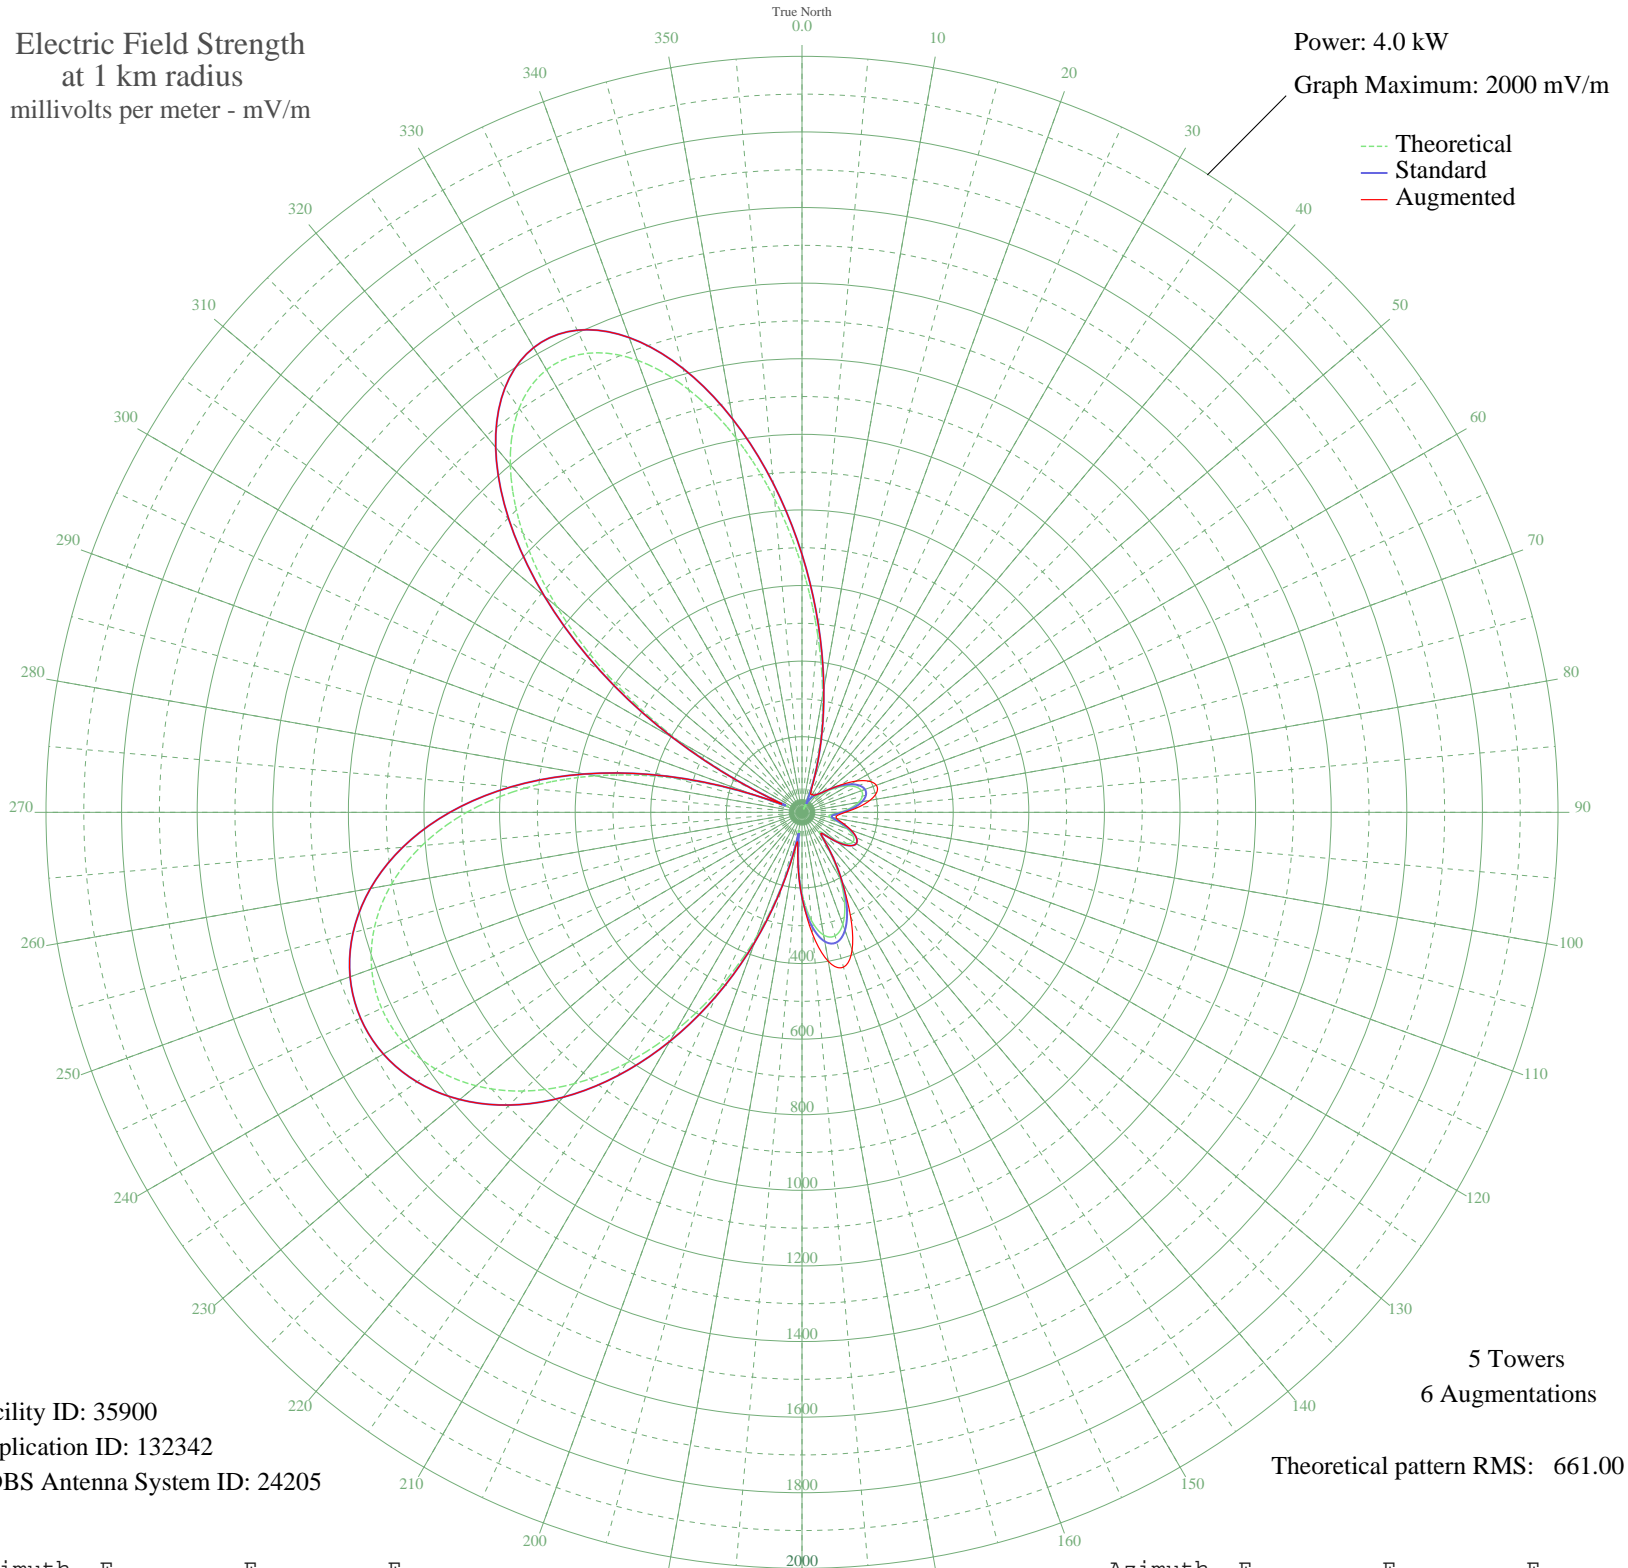 True North
0.0
Electric Field Strength
at 1 km radius
millivolts per meter - mV/m
Power: 4.0 kW
Graph Maximum: 2000 mV/m
Theoretical
Standard
Augmented
10
20
30
40
50
60
70
80
90
100
110
120
130
140
150
160
200
210
220
230
240
250
260
270
280
290
300
310
320
330
340
350
400
600
800
1000
1200
1400
1600
1800
2000
5 Towers
6 Augmentations
Theoretical pattern RMS: 661.00
cility ID: 35900
plication ID: 132342
DBS Antenna System ID: 24205